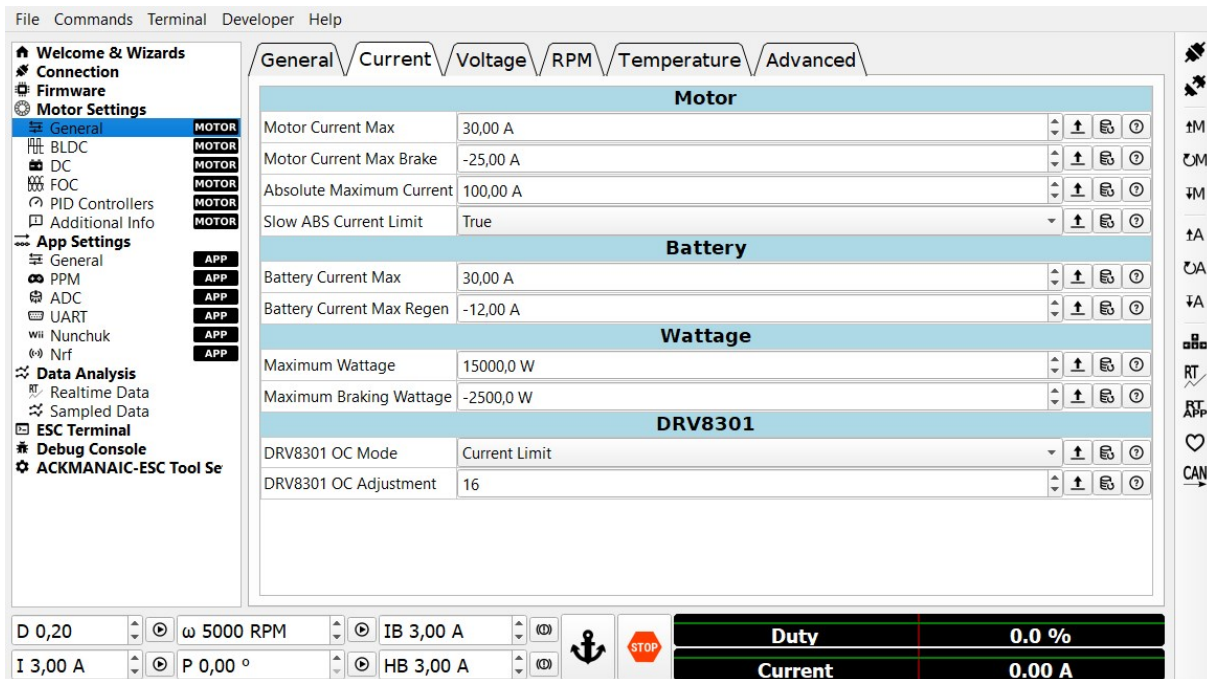 File Commands Terminal Developer Help
Welcome & Wizards
Connection
Firmware
Motor Settings
General MOTOR
BLDC MOTOR
DC MOTOR
FOC MOTOR
PID Controllers MOTOR
Additional Info MOTOR
App Settings
General APP
PPM APP
ADC APP
UART APP
Wii Nunchuk APP
Nrf APP
Data Analysis
RT Realtime Data
Sampled Data
ESC Terminal
Debug Console
ACKMANAIC-ESC Tool Se
General Current Voltage RPM Temperature Advanced
Motor
Motor Current Max 30,00 A
Motor Current Max Brake -25,00 A
Absolute Maximum Current 100,00 A
Slow ABS Current Limit True
Battery
Battery Current Max 30,00 A
Battery Current Max Regen -12,00 A
Wattage
Maximum Wattage 15000,0 W
Maximum Braking Wattage -2500,0 W
DRV8301
DRV8301 OC Mode Current Limit
DRV8301 OC Adjustment 16
M
M
M
A
A
A
RT
RT
APP
CAN
D 0,20 ω 5000 RPM IB 3,00 A
I 3,00 A P 0,00 º HB 3,00 A
STOP
Duty 0.0 %
Current 0.00 A